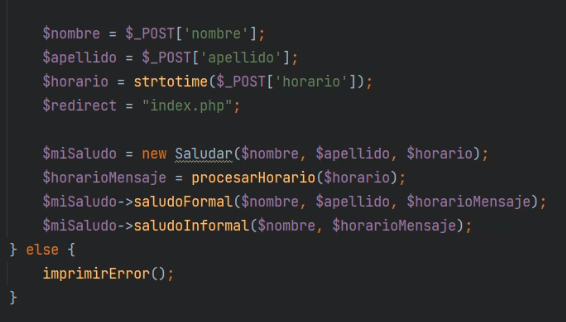 $nombre = $_POST['nombre'];
$apellido = $_POST['apellido'];
$horario = strtotime($_POST['horario']);
$redirect = "index.php";
$miSaludo = new Saludar($nombre, $apellido, $horario);
$horarioMensaje = procesarHorario($horario);
$miSaludo->saludoFormal($nombre, $apellido, $horarioMensaje);
$miSaludo->saludoInformal($nombre, $horarioMensaje);
} else {
imprimirError();
}